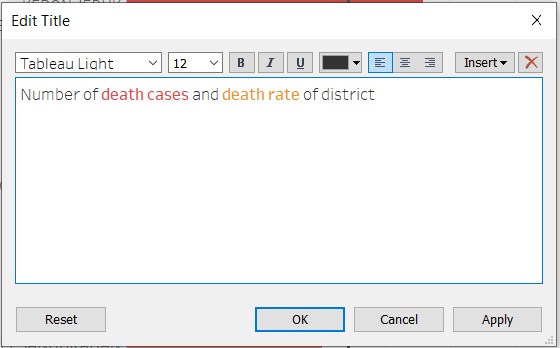 Edit Title
Tableau Light 12 B I U Insert
Number of death cases and death rate of district
Reset OK Cancel Apply